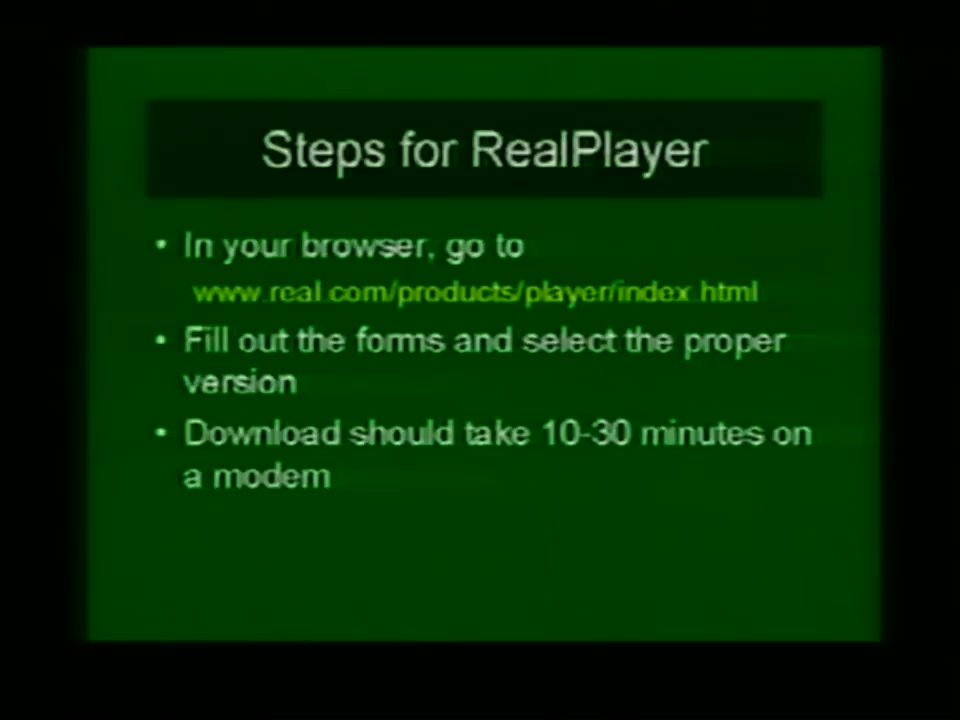 Steps for RealPlayer
• In your browser, go to
www.real.com/products/player/index.html
• Fill out the forms and select the proper
version
• Download should take 10-30 minutes on
a modem